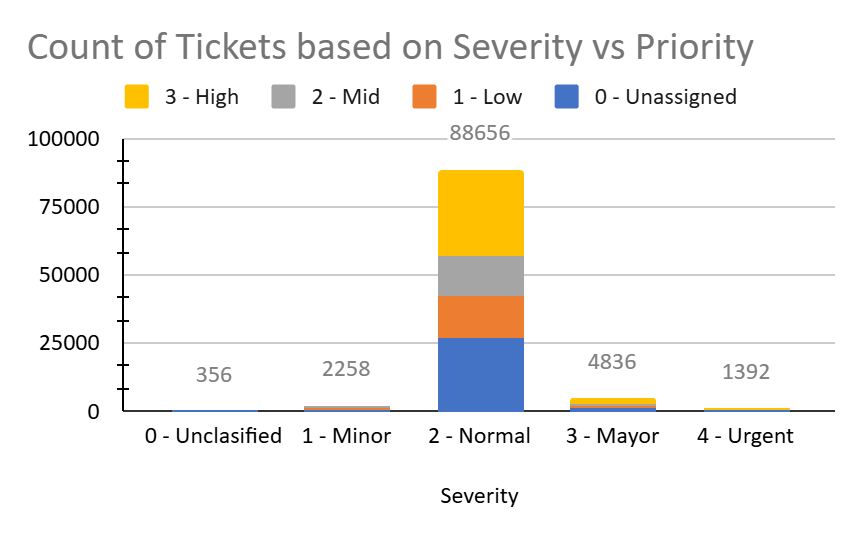 Count of Tickets based on Severity vs Priority
3 - High 2 - Mid 1 - Low 0 - Unassigned
88656
100000
75000
50000
25000
0
356 2258 4836 1392
0 - Unclasified 1 - Minor 2 - Normal 3 - Mayor 4 - Urgent
Severity